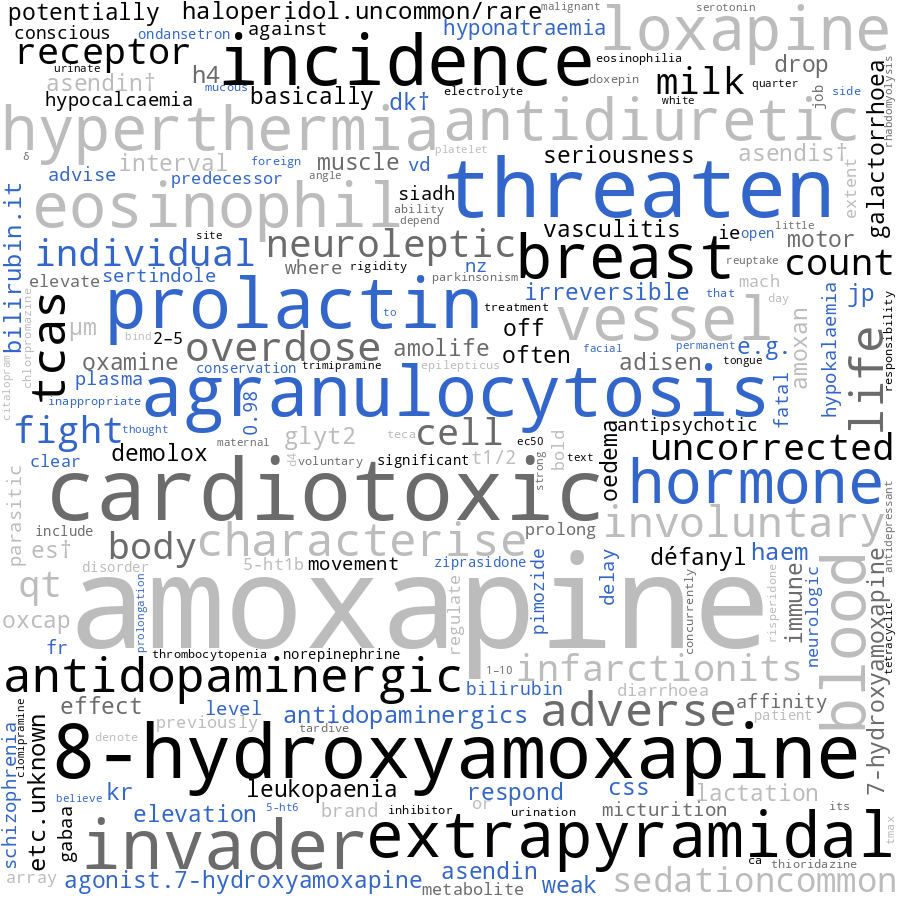 potentially haloperidol.uncommon/rare malignant serotonin
conscious ondansetron against hyponatraemia loxapine
receptor incidence eosinophilia
urinate asendin† h4 mucous doxepin milk drop
hypocalcaemia basically dk† electrolyte white quarter job side
hyperthermia antidiuretic galactorrhoea rhabdomyolysis
δ interval foreign muscle vd platelet seriousness asendis†
advise predecessor angle threaten extent
eosinophil siadh ability depend
bilirubin.it site vasculitis ie open little
individual neuroleptic breast reuptake motor count
elevate sertindole where rigidity nz parkinsonism mach
chlorpromazine tcas µm prolactin to treatment irreversible that day hypokalaemia jp responsibility
bind 2-5 off vessel amoxan
oxamine overdose amolife often facial permanent e.g. life
citalopram plasma conservation trimipramine epilepticus adisen tongue
inappropriate agranulocytosis fatal
fight thought 0.98 maternal glyt2 teca cell ec50 antipsychotic
clear demolox d4 voluntary significant t1/2 strong bold text oedema uncorrected
parasitic cardiotoxic hormone
include prolong involuntary antidepressant
es† body characterise
disorder 5-ht1b movement ziprasidone pimozide delay défanyl haem
qt prolongation amoxapine regulate concurrently risperidone immune neurologic blood 7-hydroxyamoxapine tetracyclic
oxcap
fr thrombocytopenia norepinephrine
antidopaminergic 1–10 infarctionits
bilirubin diarrhoea
effect level antidopaminergics adverse affinity
schizophrenia clomipramine previously tardive patient
etc.unknown denote 8-hydroxyamoxapine
believe kr leukopaenia respond css lactation
gabaa elevation 5-ht6 brand inhibitor or urination micturition its
invader extrapyramidal tmax
array agonist.7-hydroxyamoxapine asendin ca thioridazine
metabolite weak sedationcommon